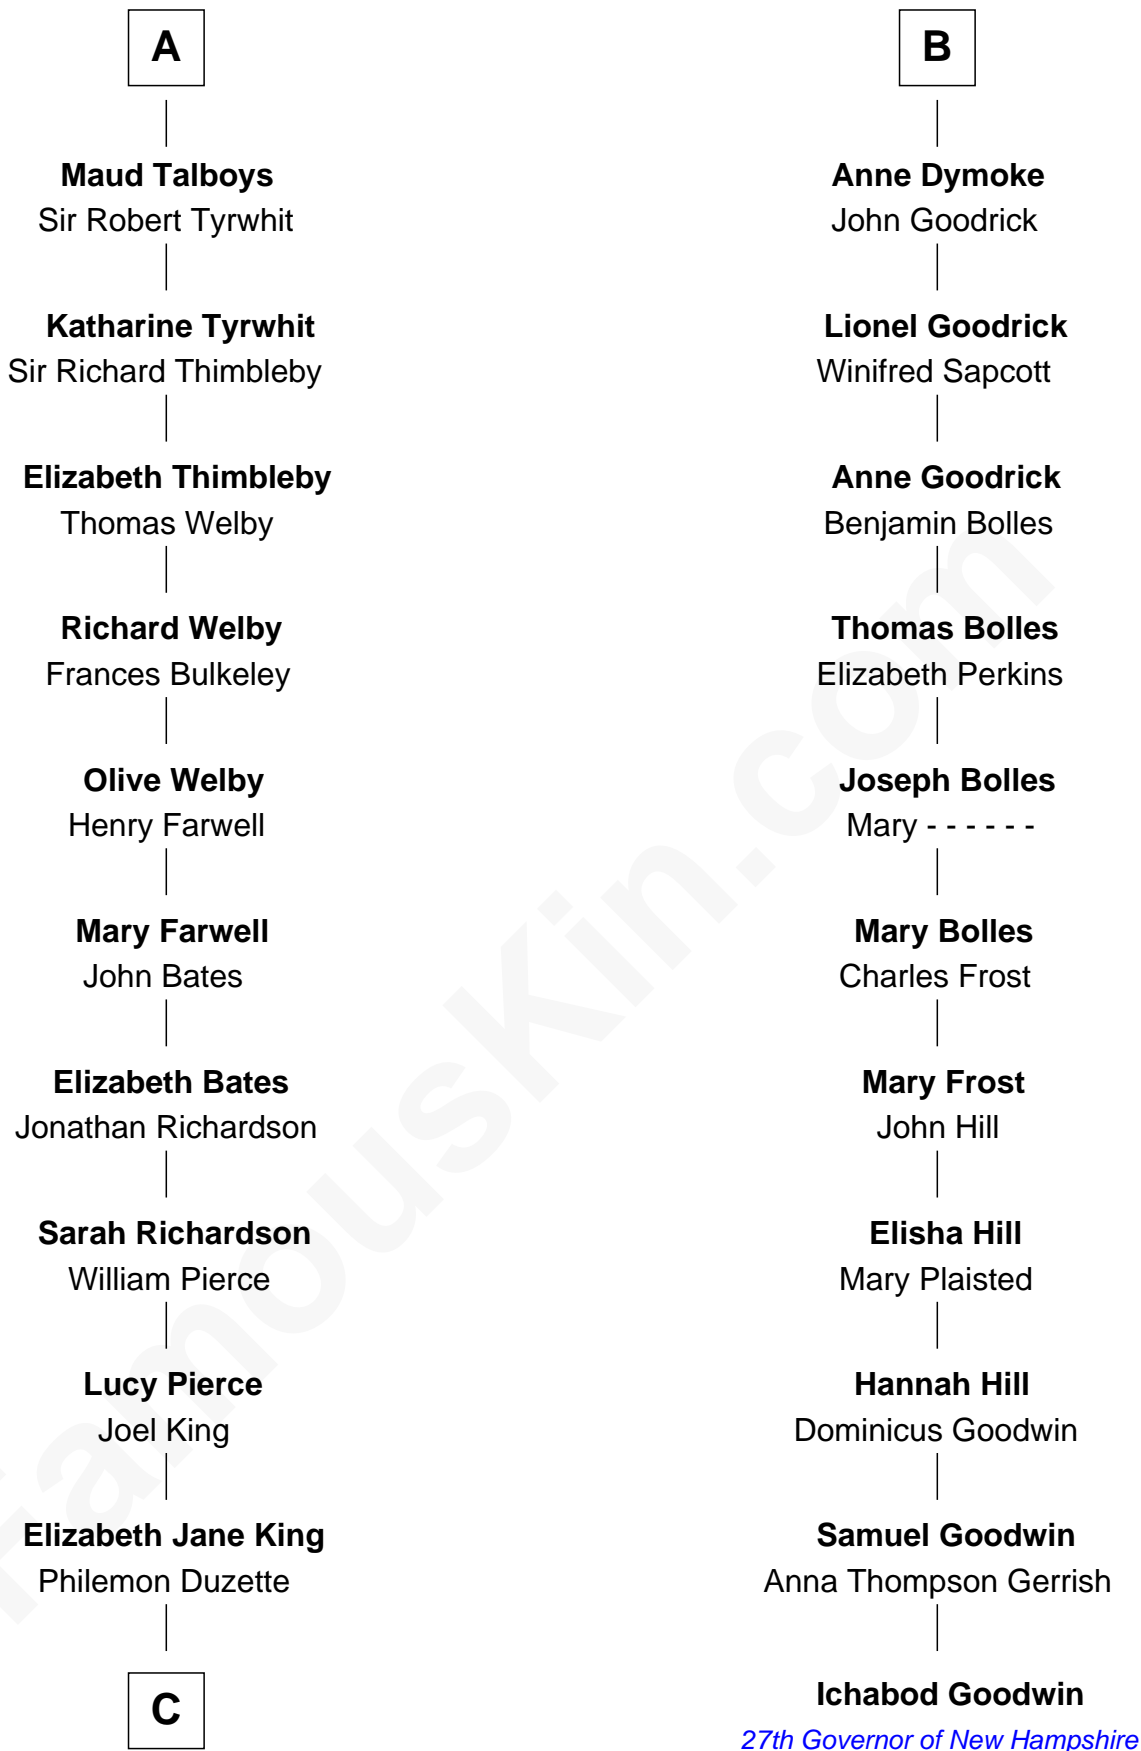 A
Maud Talboys
Sir Robert Tyrwhit
Katharine Tyrwhit
Sir Richard Thimbleby
Elizabeth Thimbleby
Thomas Welby
Richard Welby
Frances Bulkeley
Olive Welby
Henry Farwell
Mary Farwell
John Bates
Elizabeth Bates
Jonathan Richardson
Sarah Richardson
William Pierce
Lucy Pierce
Joel King
Elizabeth Jane King
Philemon Duzette
C
B
Anne Dymoke
John Goodrick
Lionel Goodrick
Winifred Sapcott
Anne Goodrick
Benjamin Bolles
Thomas Bolles
Elizabeth Perkins
Joseph Bolles
Mary - - - - - -
Mary Bolles
Charles Frost
Mary Frost
John Hill
Elisha Hill
Mary Plaisted
Hannah Hill
Dominicus Goodwin
Samuel Goodwin
Anna Thompson Gerrish
Ichabod Goodwin
27th Governor of New Hampshire
FamousKin.com